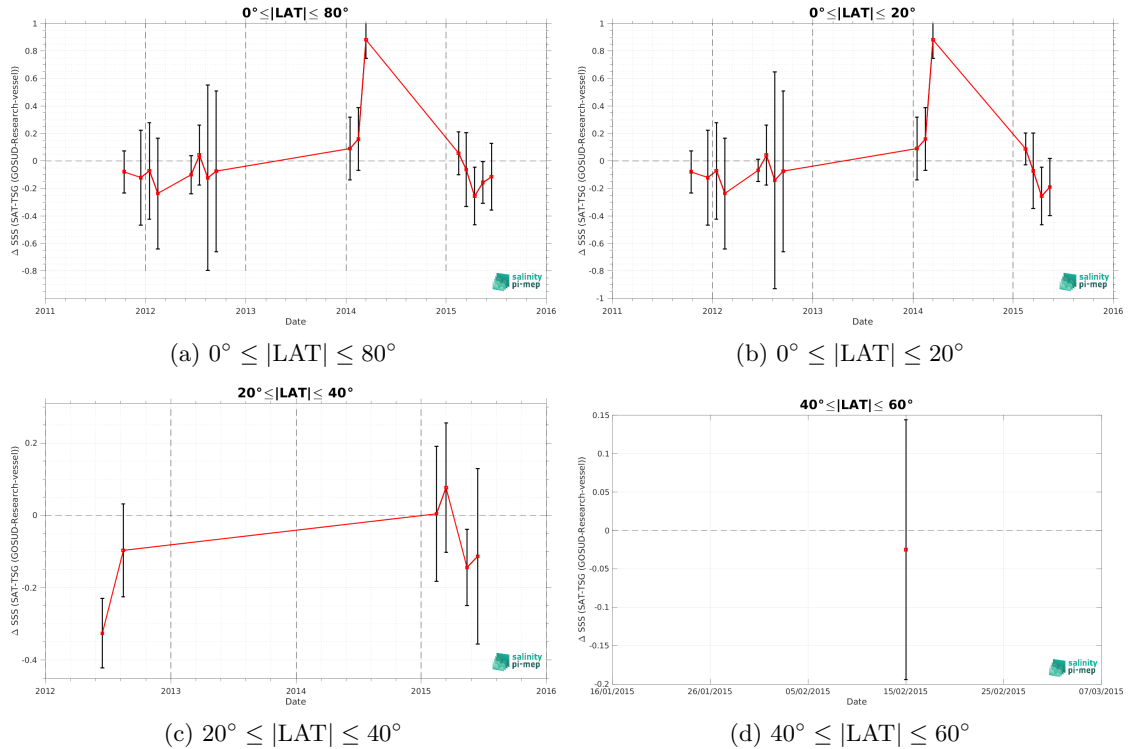 0°≤|LAT|≤ 80°
1
0.8
0.6
0.4
0.2
0
-0.2
-0.4
-0.6
-0.8
Δ SSS (SAT-TSG (GOSUD-Research-vessel))
2011
2012
2013
2014
2015
2016
Date
salinity
pi-mep
(a) 0° ≤ |LAT| ≤ 80°
0°≤|LAT|≤ 20°
1
0.8
0.6
0.4
0.2
0
-0.2
-0.4
-0.6
-0.8
-1
Δ SSS (SAT-TSG (GOSUD-Research-vessel))
2011
2012
2013
2014
2015
2016
Date
salinity
pi-mep
(b) 0° ≤ |LAT| ≤ 20°
20°≤|LAT|≤ 40°
0.2
0
-0.2
-0.4
Δ SSS (SAT-TSG (GOSUD-Research-vessel))
2012
2013
2014
2015
2016
Date
salinity
pi-mep
(c) 20° ≤ |LAT| ≤ 40°
40°≤|LAT|≤ 60°
0.15
0.1
0.05
0
-0.05
-0.1
-0.15
-0.2
Δ SSS (SAT-TSG (GOSUD-Research-vessel))
16/01/2015
26/01/2015
05/02/2015
15/02/2015
25/02/2015
07/03/2015
Date
salinity
pi-mep
(d) 40° ≤ |LAT| ≤ 60°